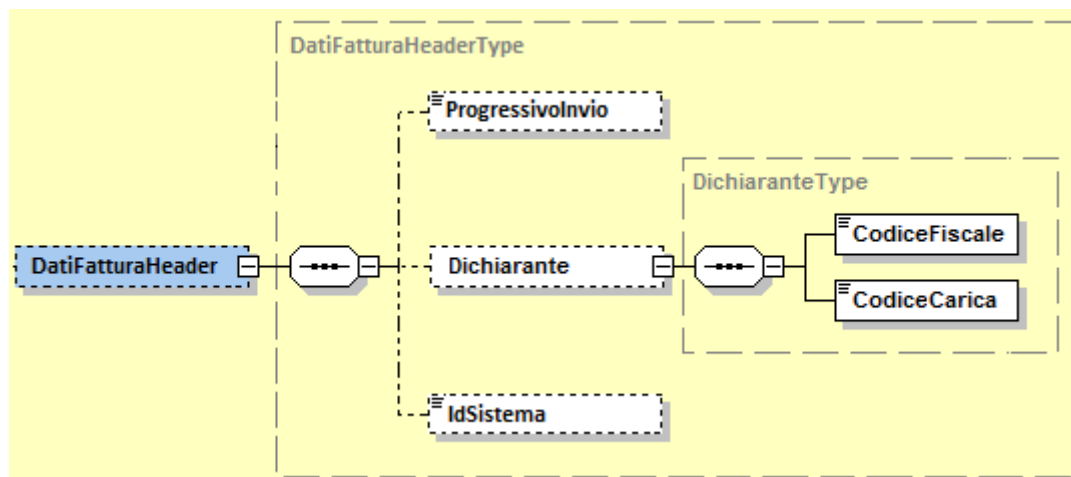 DatiFatturaHeaderType
ProgressivoInvio
DichiaranteType
CodiceFiscale
DatiFatturaHeader
Dichiarante
CodiceCarica
IdSistema